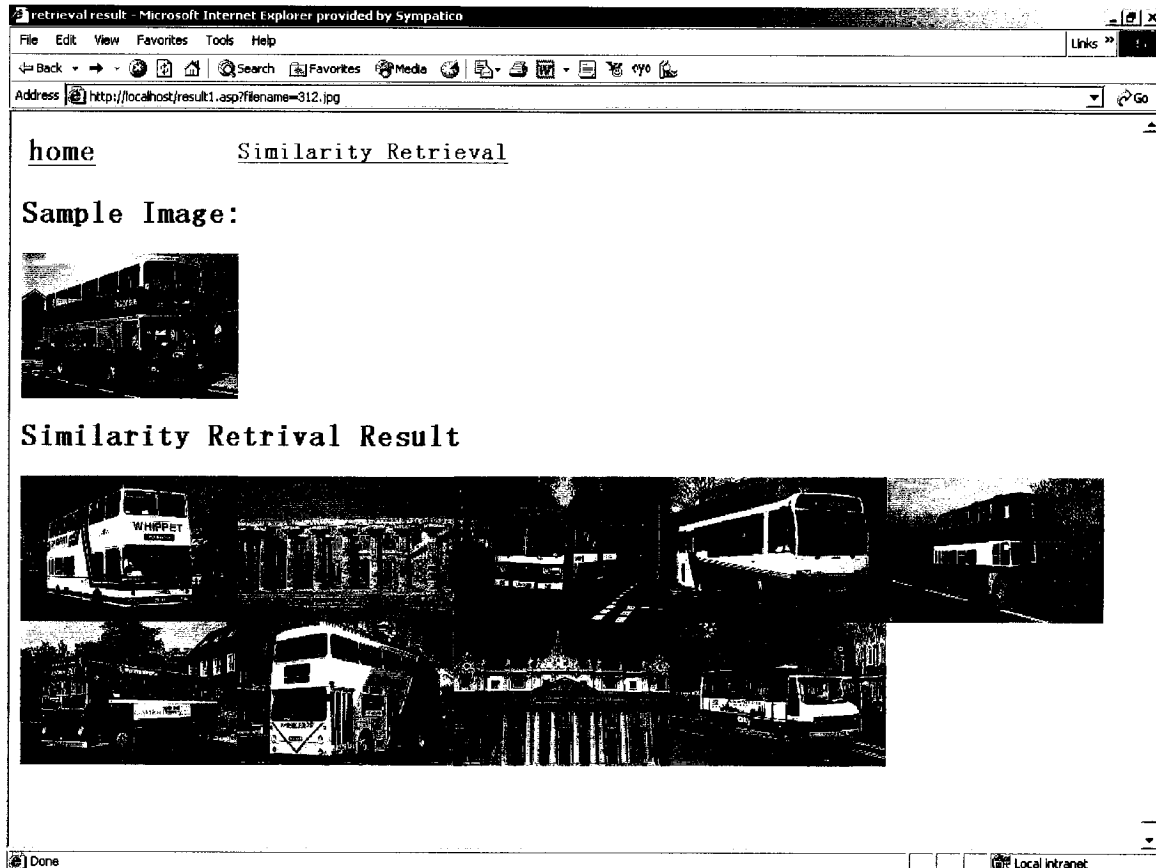 retrieval result - Microsoft Internet Explorer provided by Sympatico
File Edit View Favorites Tools Help
Links »
Back Search Favorites Media
Address http://localhost/result1.asp?filename=312.jpg Go
home Similarity Retrieval
Sample Image:
Similarity Retrival Result
WHIPPET
Done Local intranet